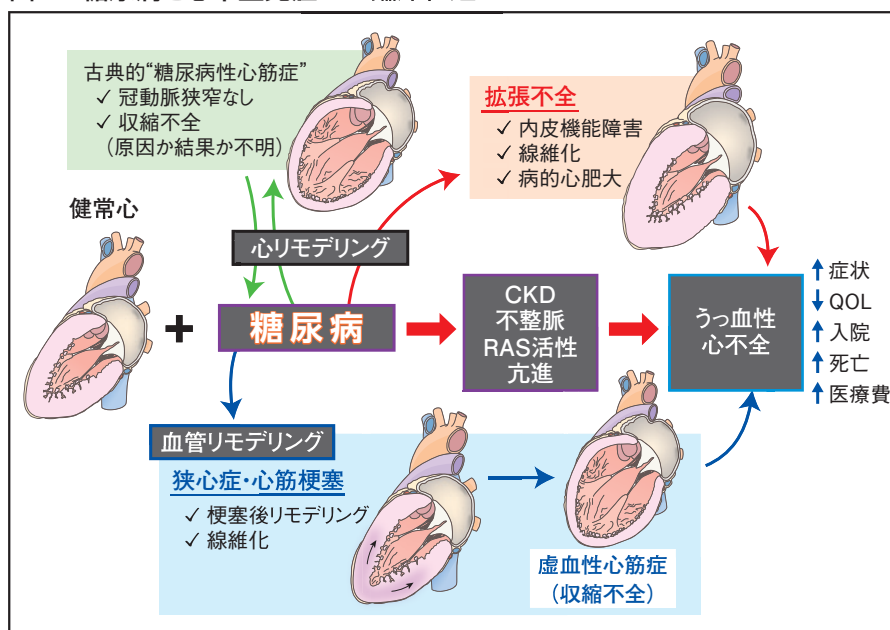 古典的“糖尿病性心筋症”
✓ 冠動脈狭窄なし
✓ 収縮不全
(原因か結果か不明)
拡張不全
✓ 内皮機能障害
✓ 線維化
✓ 病的心肥大
健常心
心リモデリング
+
糖尿病
CKD
不整脈
RAS活性
亢進
うっ血性
心不全
↑症状
↓QOL
↑入院
↑死亡
↑医療費
血管リモデリング
狭心症・心筋梗塞
✓ 梗塞後リモデリング
✓ 線維化
虚血性心筋症
(収縮不全)